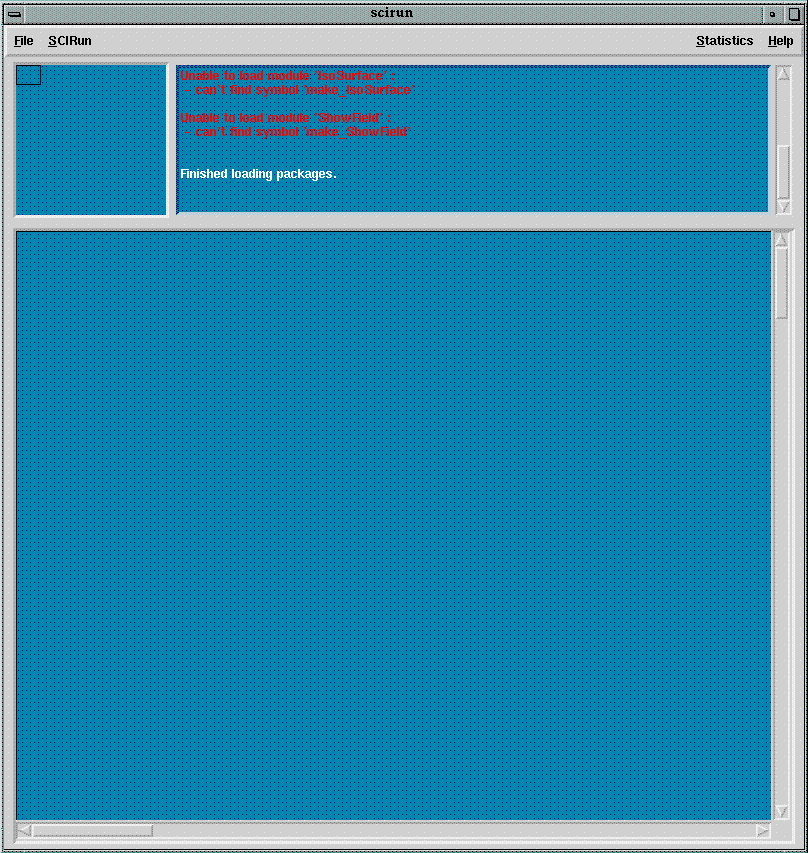 scirun
File SCIRun Statistics Help
Unable to load module 'IsoSurface' :
- can't find symbol 'make_IsoSurface'
Unable to load module 'ShowField' :
- can't find symbol 'make_ShowField'
Finished loading packages.